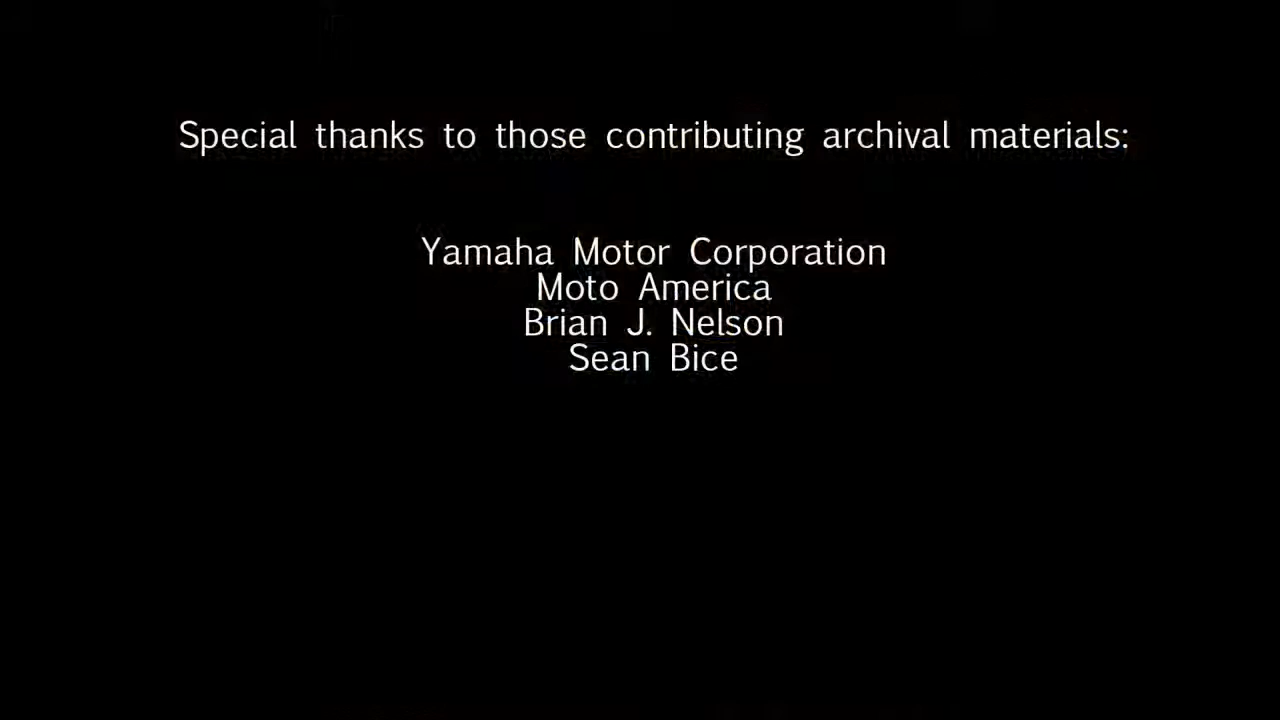 Special thanks to those contributing archival materials:
Yamaha Motor Corporation
Moto America
Brian J. Nelson
Sean Bice